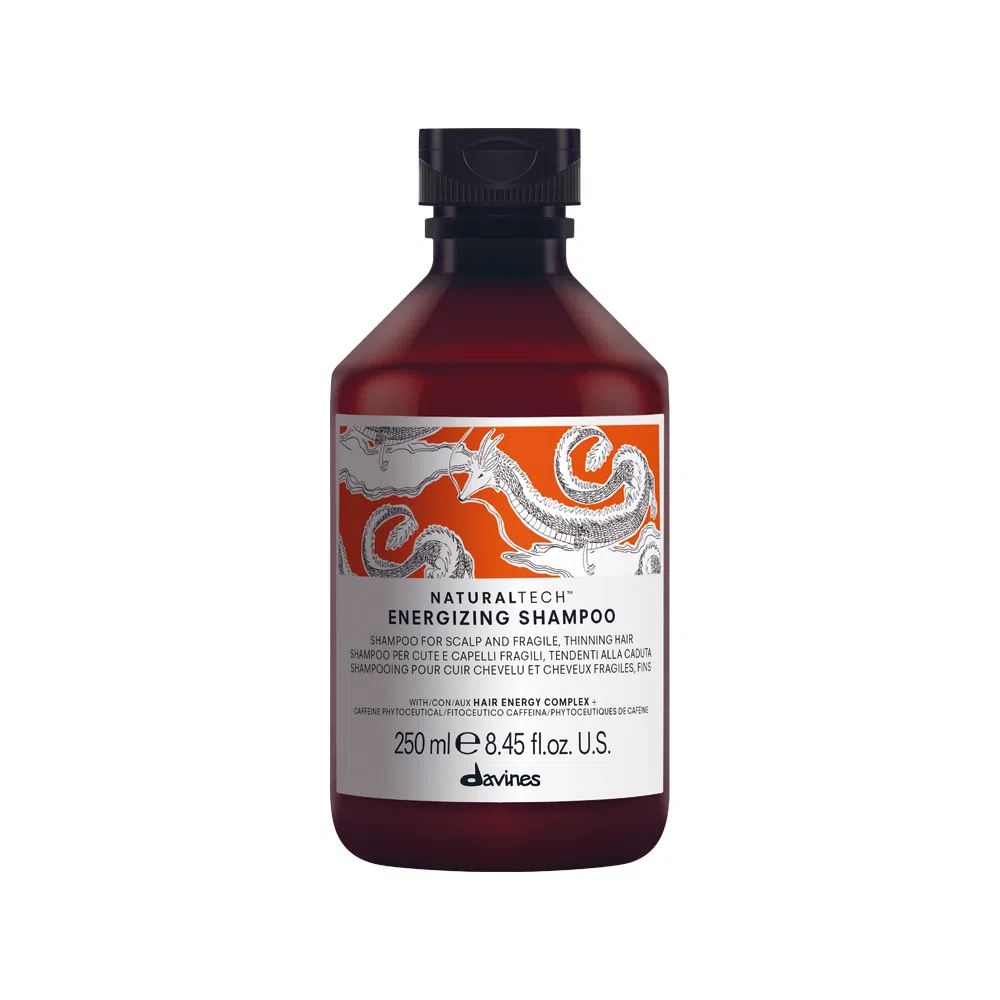 NATURALTECH™
ENERGIZING SHAMPOO
SHAMPOO FOR SCALP AND FRAGILE, THINNING HAIR
SHAMPOO PER CUTE E CAPELLI FRAGILI, TENDENTI ALLA CADUTA
SHAMPOOING POUR CUIR CHEVELU ET CHEVEUX FRAGILES, FINS
WITH/CON/AUX HAIR ENERGY COMPLEX +
CAFFEINE PHYTOCEUTICAL/FITOCEUTICO CAFFEINA/PHYTOCEUTIQUES DE CAFÉINE
250 ml ℮ 8.45 fl.oz. U.S.
davines